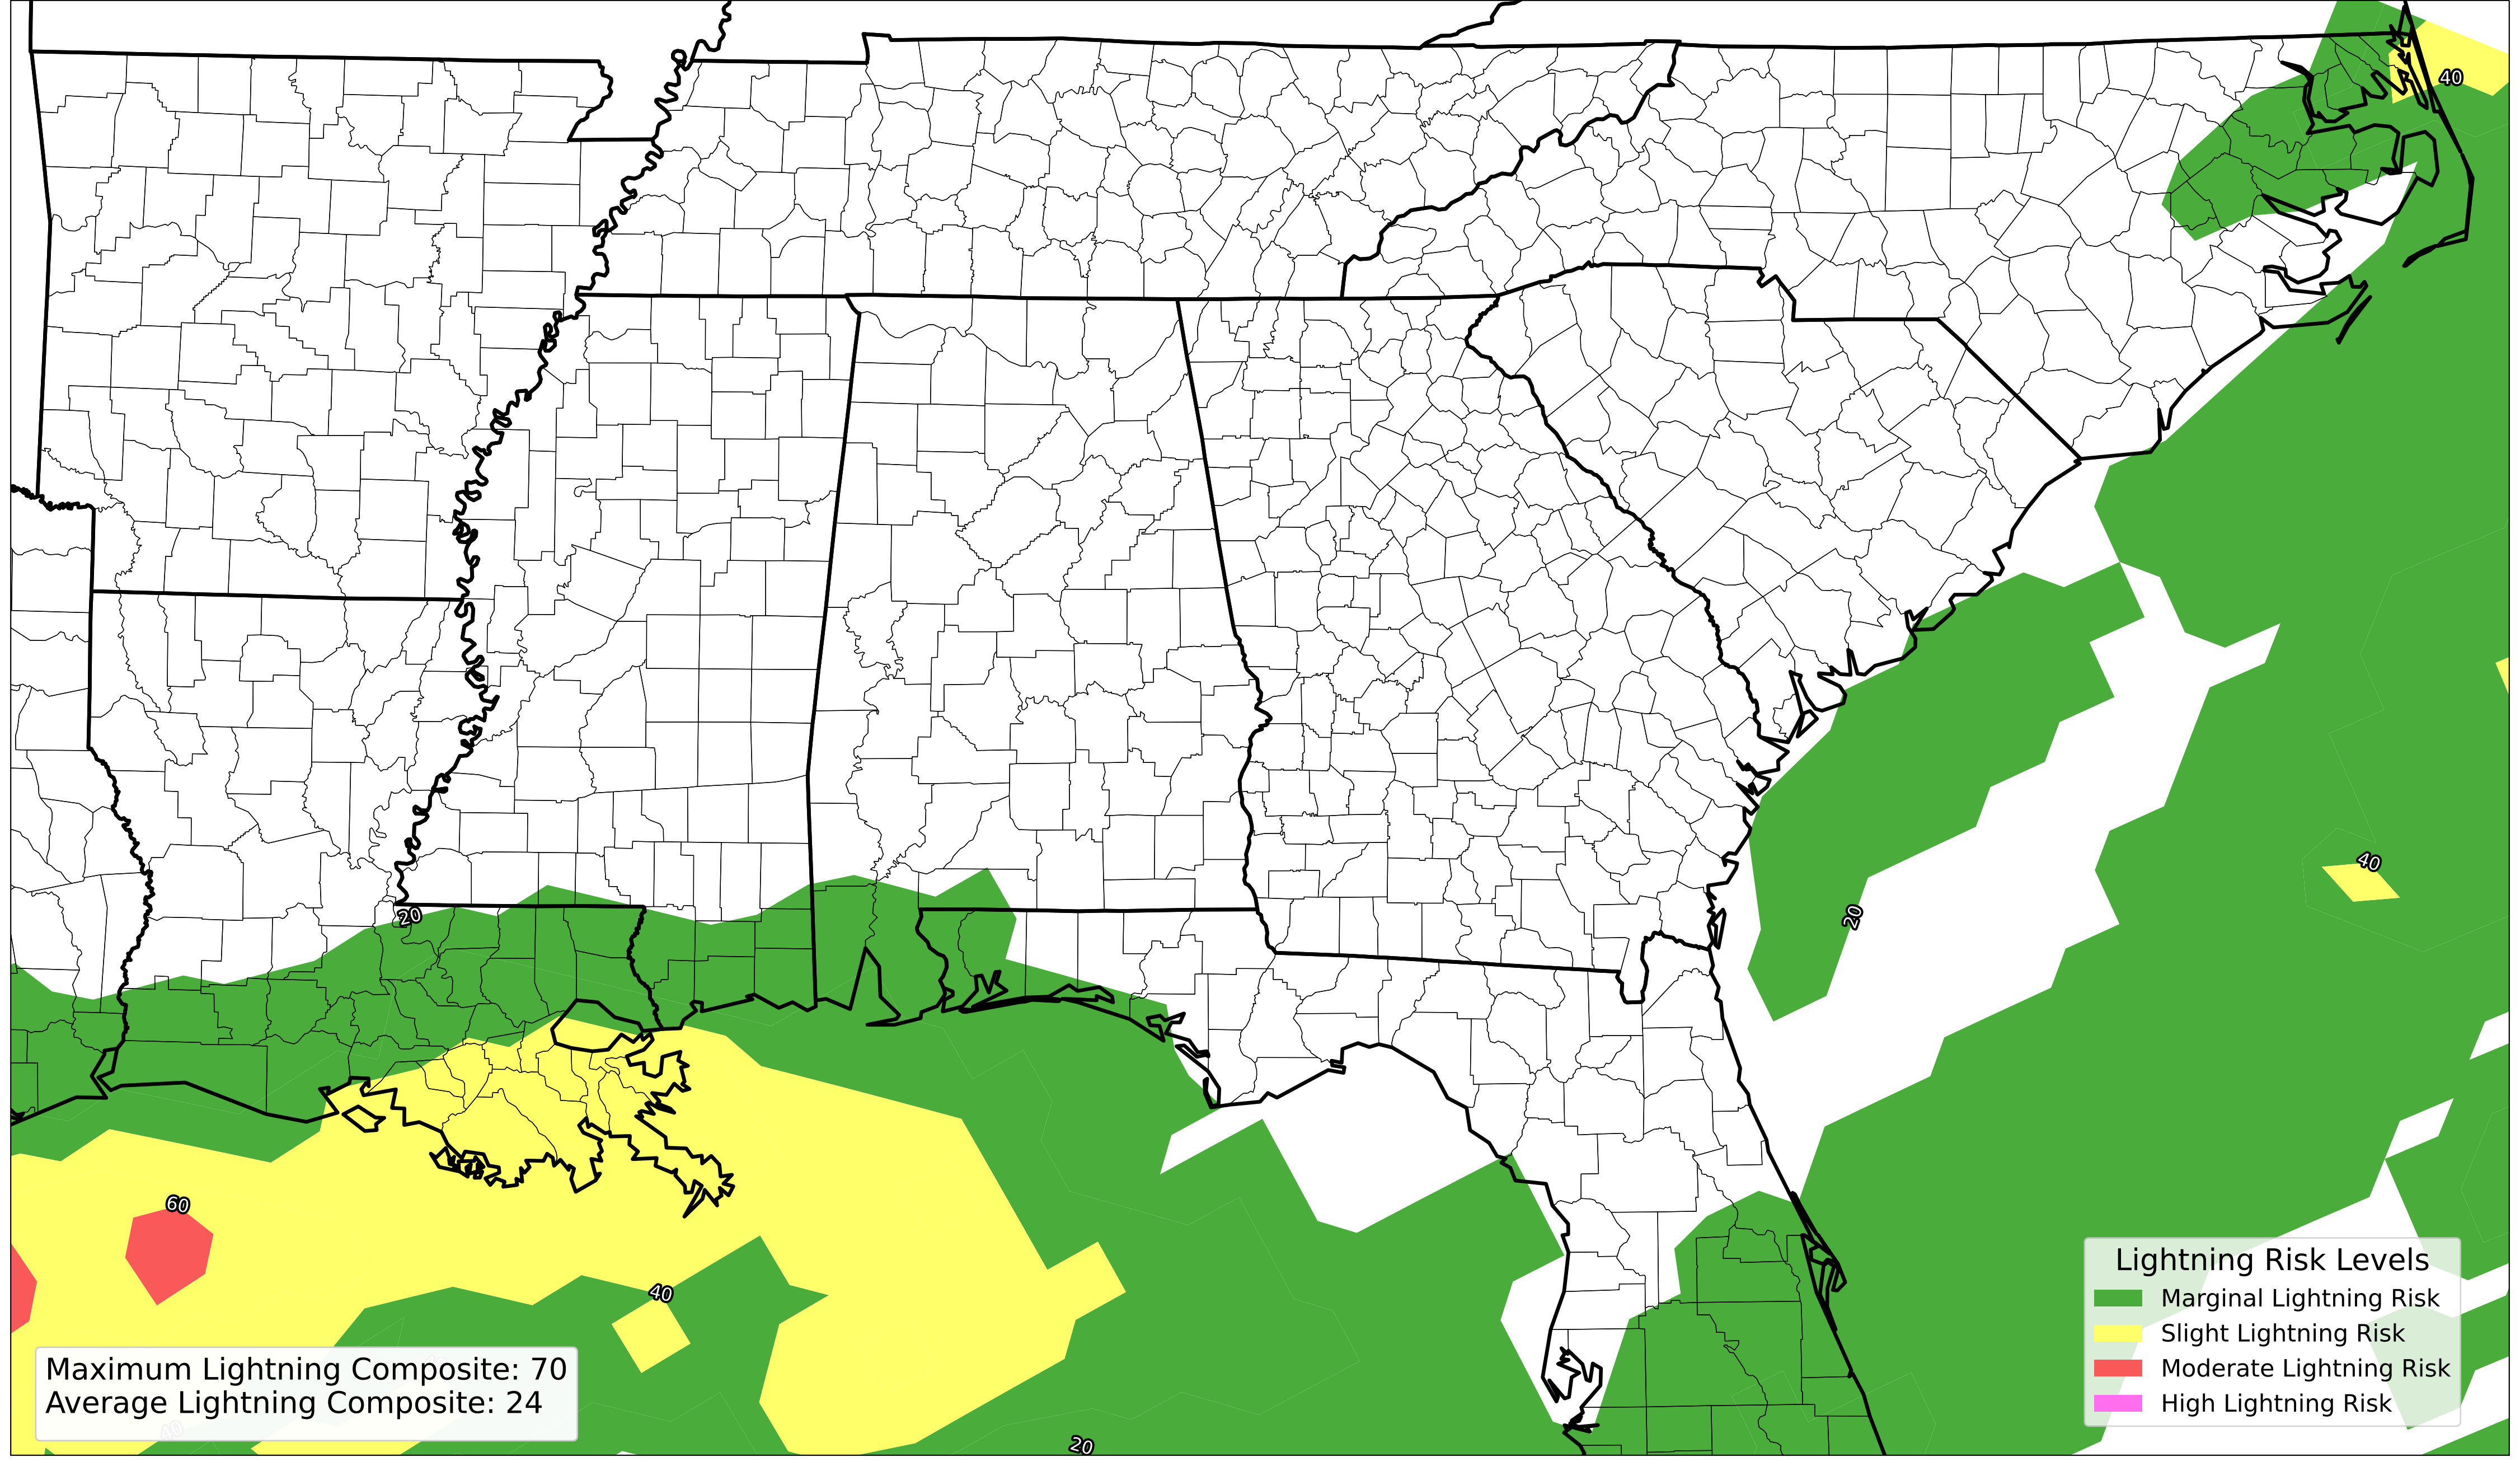 40
40
20
20
60
40
40
20
Maximum Lightning Composite: 70
Average Lightning Composite: 24
Lightning Risk Levels
Marginal Lightning Risk
Slight Lightning Risk
Moderate Lightning Risk
High Lightning Risk